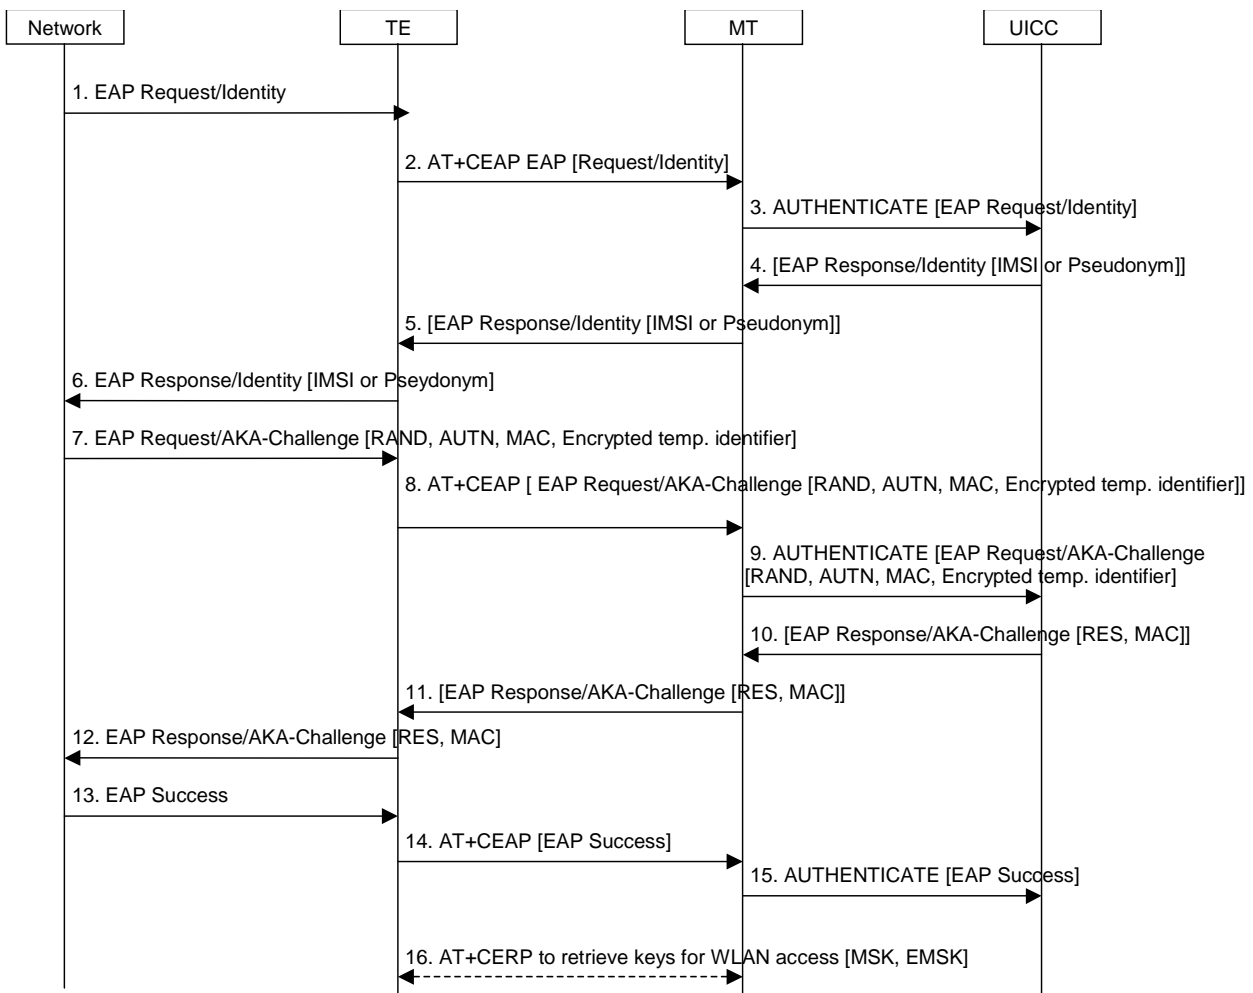 Network TE MT UICC
1. EAP Request/Identity
2. AT+CEAP EAP [Request/Identity]
3. AUTHENTICATE [EAP Request/Identity]
4. [EAP Response/Identity [IMSI or Pseudonym]]
5. [EAP Response/Identity [IMSI or Pseudonym]]
6. EAP Response/Identity [IMSI or Pseydonym]
7. EAP Request/AKA-Challenge [RAND, AUTN, MAC, Encrypted temp. identifier]
8. AT+CEAP [ EAP Request/AKA-Challenge [RAND, AUTN, MAC, Encrypted temp. identifier]]
9. AUTHENTICATE [EAP Request/AKA-Challenge
[RAND, AUTN, MAC, Encrypted temp. identifier]
10. [EAP Response/AKA-Challenge [RES, MAC]]
11. [EAP Response/AKA-Challenge [RES, MAC]]
12. EAP Response/AKA-Challenge [RES, MAC]
13. EAP Success
14. AT+CEAP [EAP Success]
15. AUTHENTICATE [EAP Success]
16. AT+CERP to retrieve keys for WLAN access [MSK, EMSK]